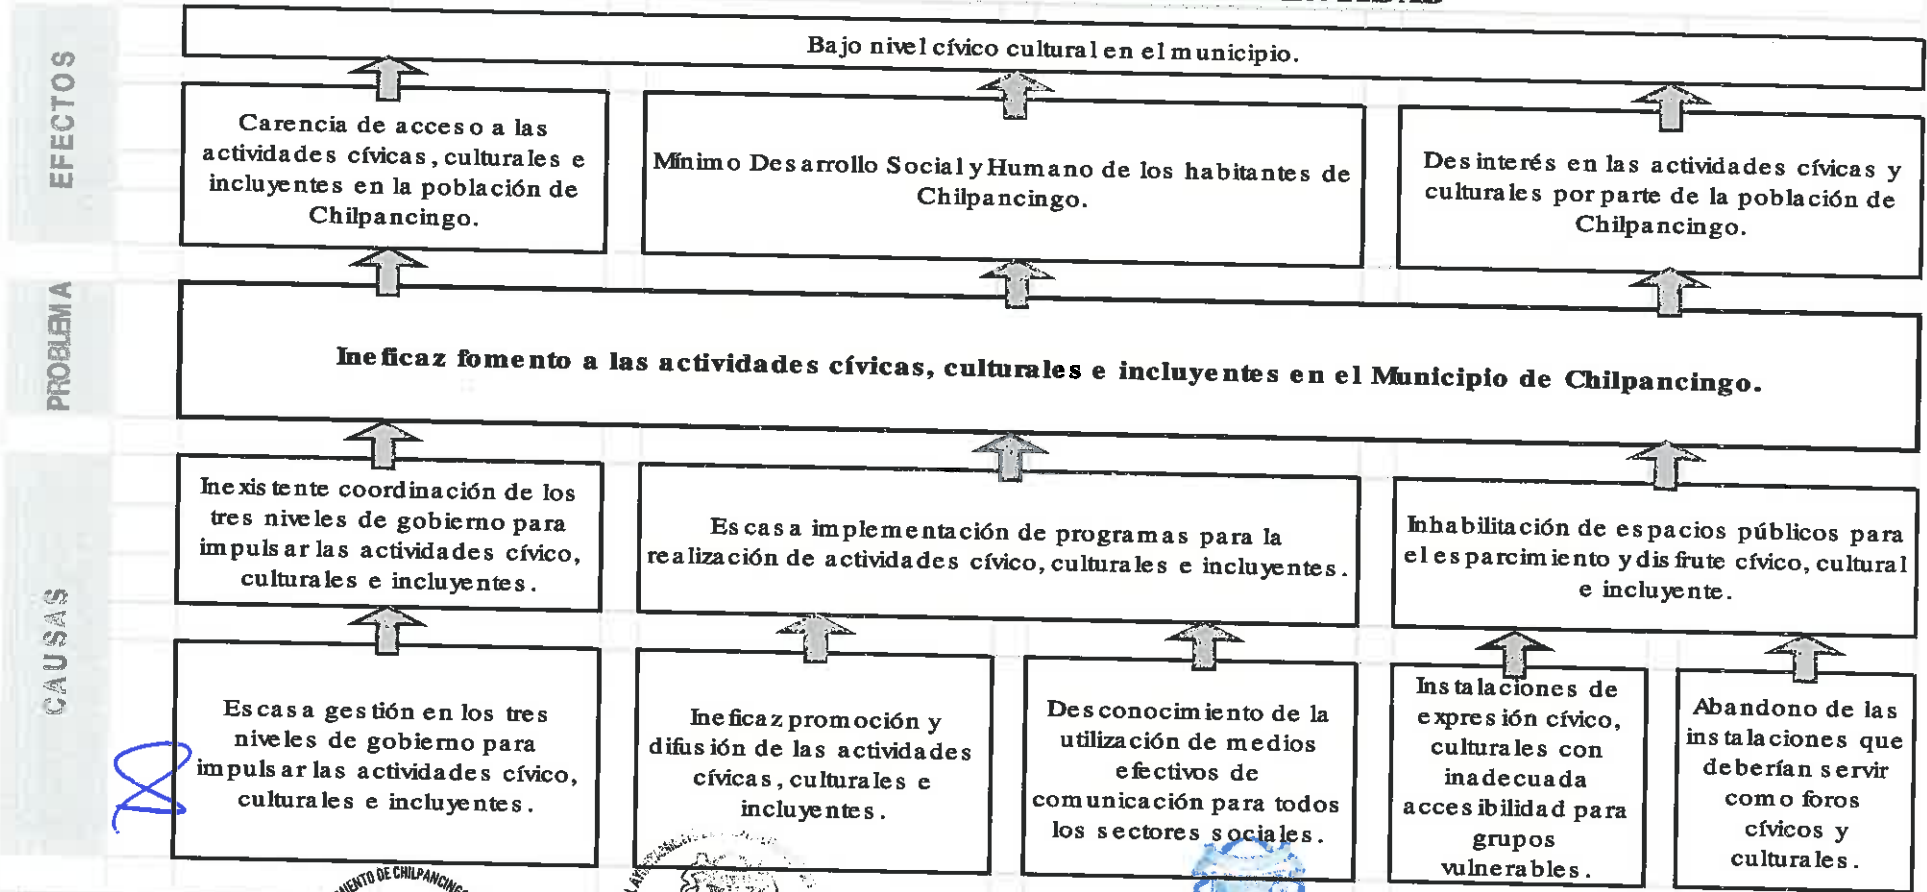 EFECTOS
Bajo nivel cívico cultural en el municipio.
Carencia de acceso a las
actividades cívicas, culturales e
incluyentes en la población de
Chilpancingo.
Mínimo Desarrollo Social y Humano de los habitantes de
Chilpancingo.
Desinterés en las actividades cívicas y
culturales por parte de la población de
Chilpancingo.
PROBLEMA
Ineficaz fomento a las actividades cívicas, culturales e incluyentes en el Municipio de Chilpancingo.
CAUSAS
Inexistente coordinación de los
tres niveles de gobierno para
impulsar las actividades cívico,
culturales e incluyentes.
Escasa implementación de programas para la
realización de actividades cívico, culturales e incluyentes.
Inhabilitación de espacios públicos para
el esparcimiento y disfrute cívico, cultural
e incluyente.
Escasa gestión en los tres
niveles de gobierno para
impulsar las actividades cívico,
culturales e incluyentes.
Ineficaz promoción y
difusión de las actividades
cívicas, culturales e
incluyentes.
Desconocimiento de la
utilización de medios
efectivos de
comunicación para todos
los sectores sociales.
Instalaciones de
expresión cívico,
culturales con
inadecuada
accesibilidad para
grupos
vulnerables.
Abandono de las
instalaciones que
deberían servir
como foros
cívicos y
culturales.
DE CHILPANCINGO